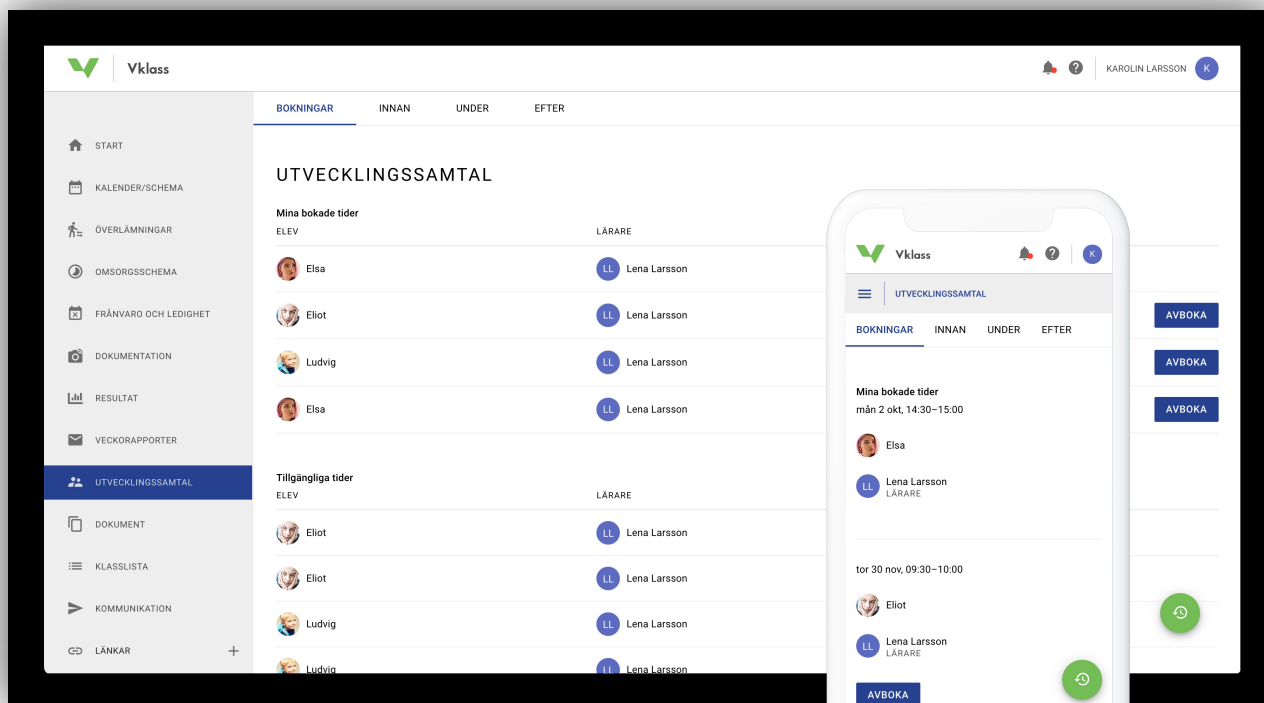 Vklass
KAROLIN LARSSON K
BOKNINGAR INNAN UNDER EFTER
START
KALENDER/SCHEMA
ÖVERLÄMNINGAR
OMSORGSSCHEMA
FRÅNVARO OCH LEDIGHET
DOKUMENTATION
RESULTAT
VECKORAPPORTER
UTVECKLINGSSAMTAL
DOKUMENT
KLASSLISTA
KOMMUNIKATION
LÄNKAR +
UTVECKLINGSSAMTAL
Mina bokade tider
ELEV LÄRARE
Elsa LL Lena Larsson
Eliot LL Lena Larsson AVBOKA
Ludvig LL Lena Larsson AVBOKA
Elsa LL Lena Larsson AVBOKA
Tillgängliga tider
ELEV LÄRARE
Eliot LL Lena Larsson
Eliot LL Lena Larsson
Ludvig LL Lena Larsson
Ludvig LL Lena Larsson
Vklass K
UTVECKLINGSSAMTAL
BOKNINGAR INNAN UNDER EFTER
Mina bokade tider
mån 2 okt, 14:30–15:00
Elsa
LL Lena Larsson
LÄRARE
tor 30 nov, 09:30–10:00
Eliot
LL Lena Larsson
LÄRARE
AVBOKA